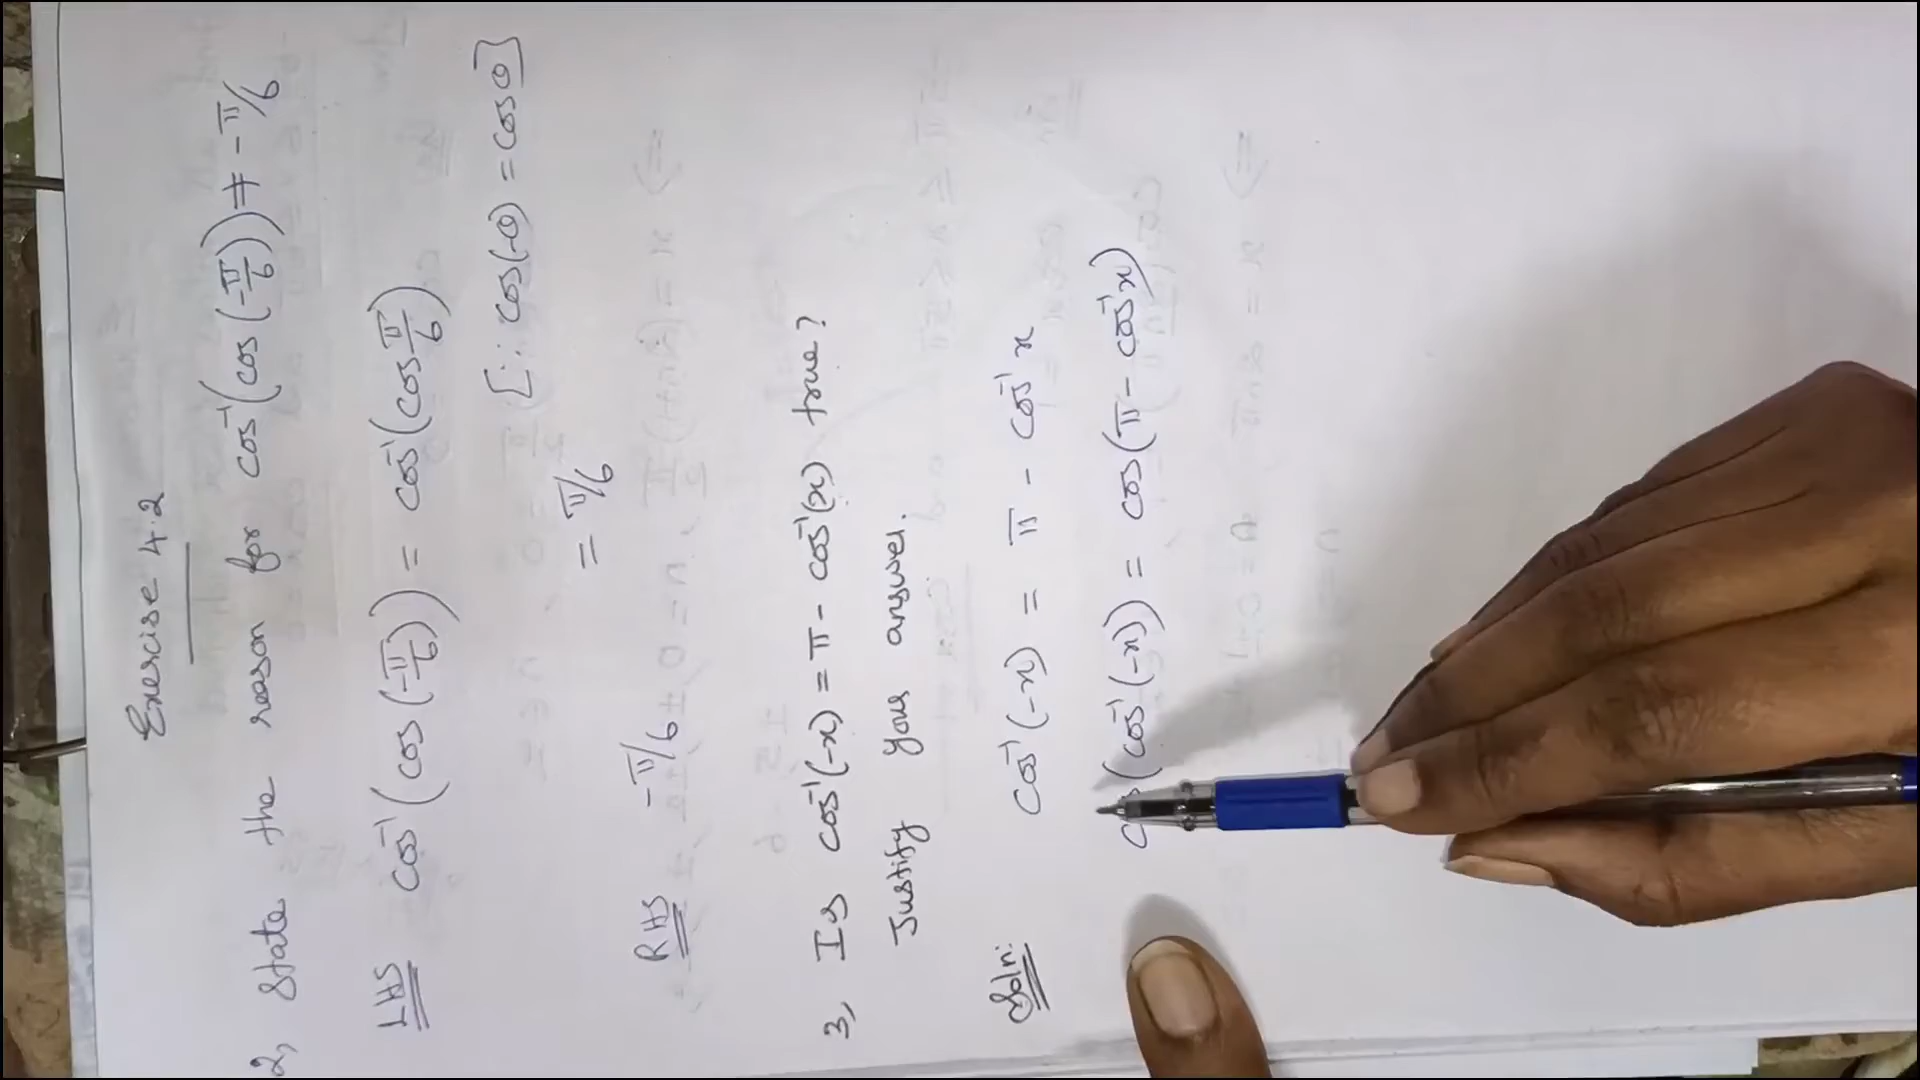 Exercise 4.2
2, State the reason for cos⁻¹(cos(-π/6)) ≠ -π/6
LHS cos⁻¹(cos(-π/6)) = cos⁻¹(cos π/6)
[∵ cos(-θ) = cosθ]
= π/6
RHS -π/6
3, Is cos⁻¹(-x) = π - cos⁻¹(x) true?
Justify your answer.
Soln: cos⁻¹(-x) = π - cos⁻¹x
cos(cos⁻¹(-x)) = cos(π - cos⁻¹x)